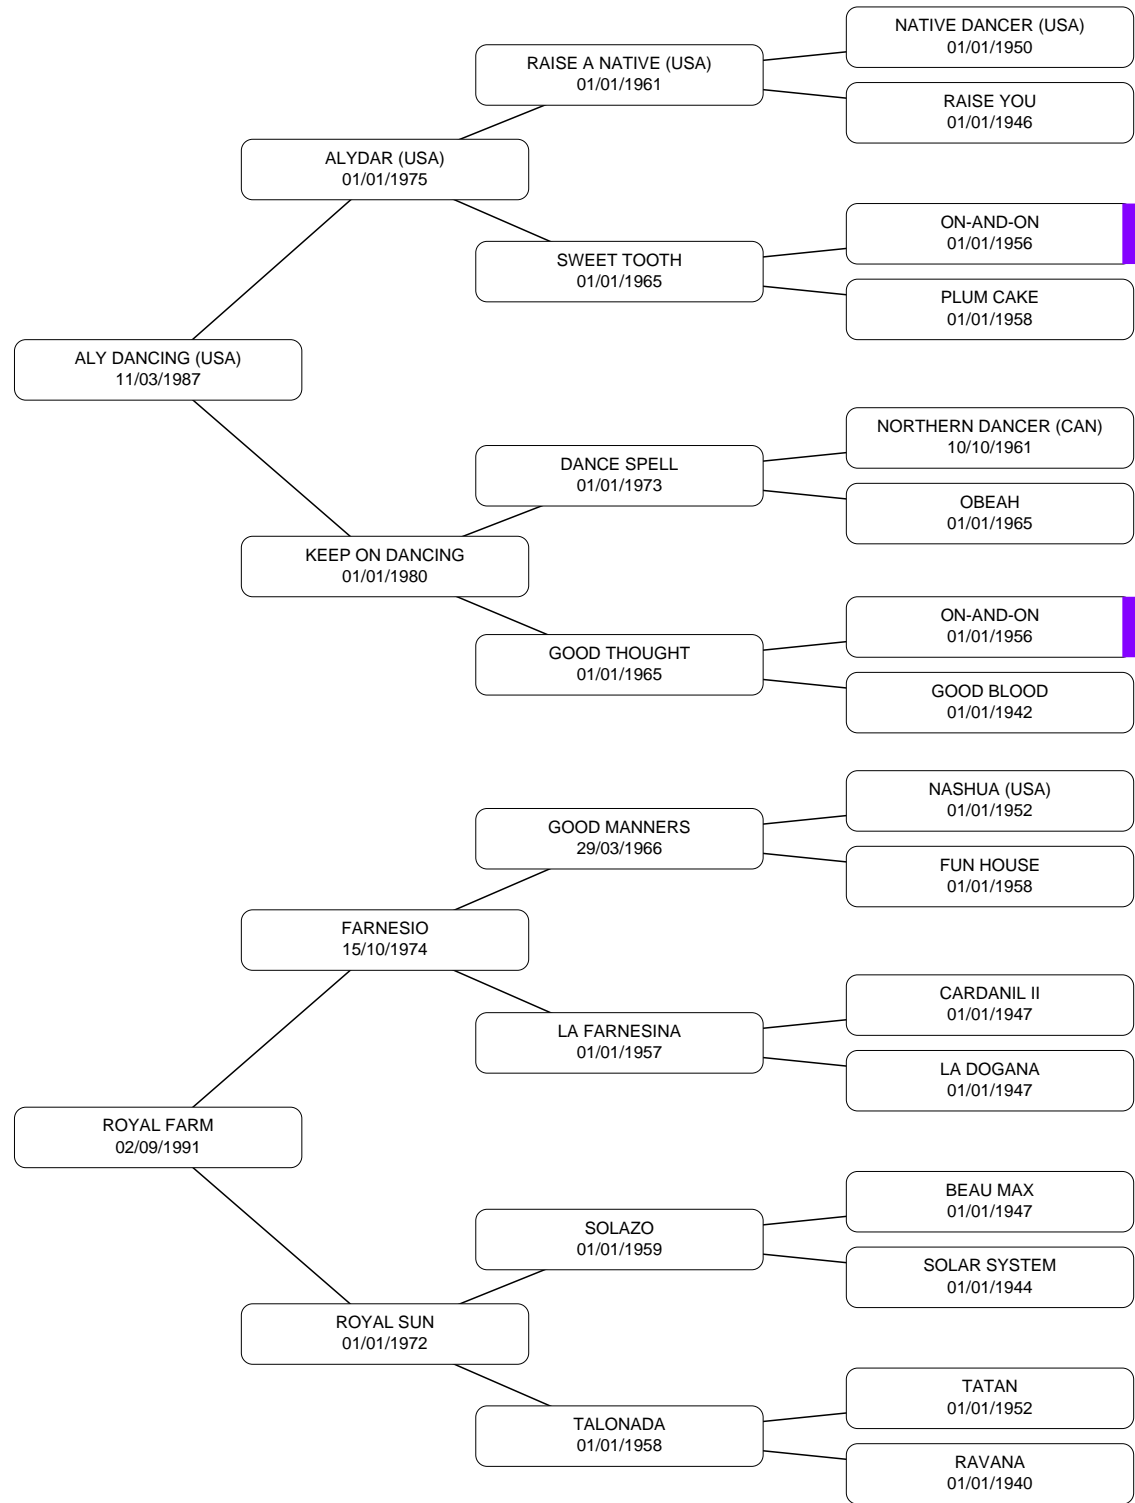 NATIVE DANCER (USA)
01/01/1950
RAISE A NATIVE (USA)
01/01/1961
RAISE YOU
01/01/1946
ALYDAR (USA)
01/01/1975
ON-AND-ON
01/01/1956
SWEET TOOTH
01/01/1965
PLUM CAKE
01/01/1958
ALY DANCING (USA)
11/03/1987
NORTHERN DANCER (CAN)
10/10/1961
DANCE SPELL
01/01/1973
OBEAH
01/01/1965
KEEP ON DANCING
01/01/1980
ON-AND-ON
01/01/1956
GOOD THOUGHT
01/01/1965
GOOD BLOOD
01/01/1942
NASHUA (USA)
01/01/1952
GOOD MANNERS
29/03/1966
FUN HOUSE
01/01/1958
FARNESIO
15/10/1974
CARDANIL II
01/01/1947
LA FARNESINA
01/01/1957
LA DOGANA
01/01/1947
ROYAL FARM
02/09/1991
BEAU MAX
01/01/1947
SOLAZO
01/01/1959
SOLAR SYSTEM
01/01/1944
ROYAL SUN
01/01/1972
TATAN
01/01/1952
TALONADA
01/01/1958
RAVANA
01/01/1940